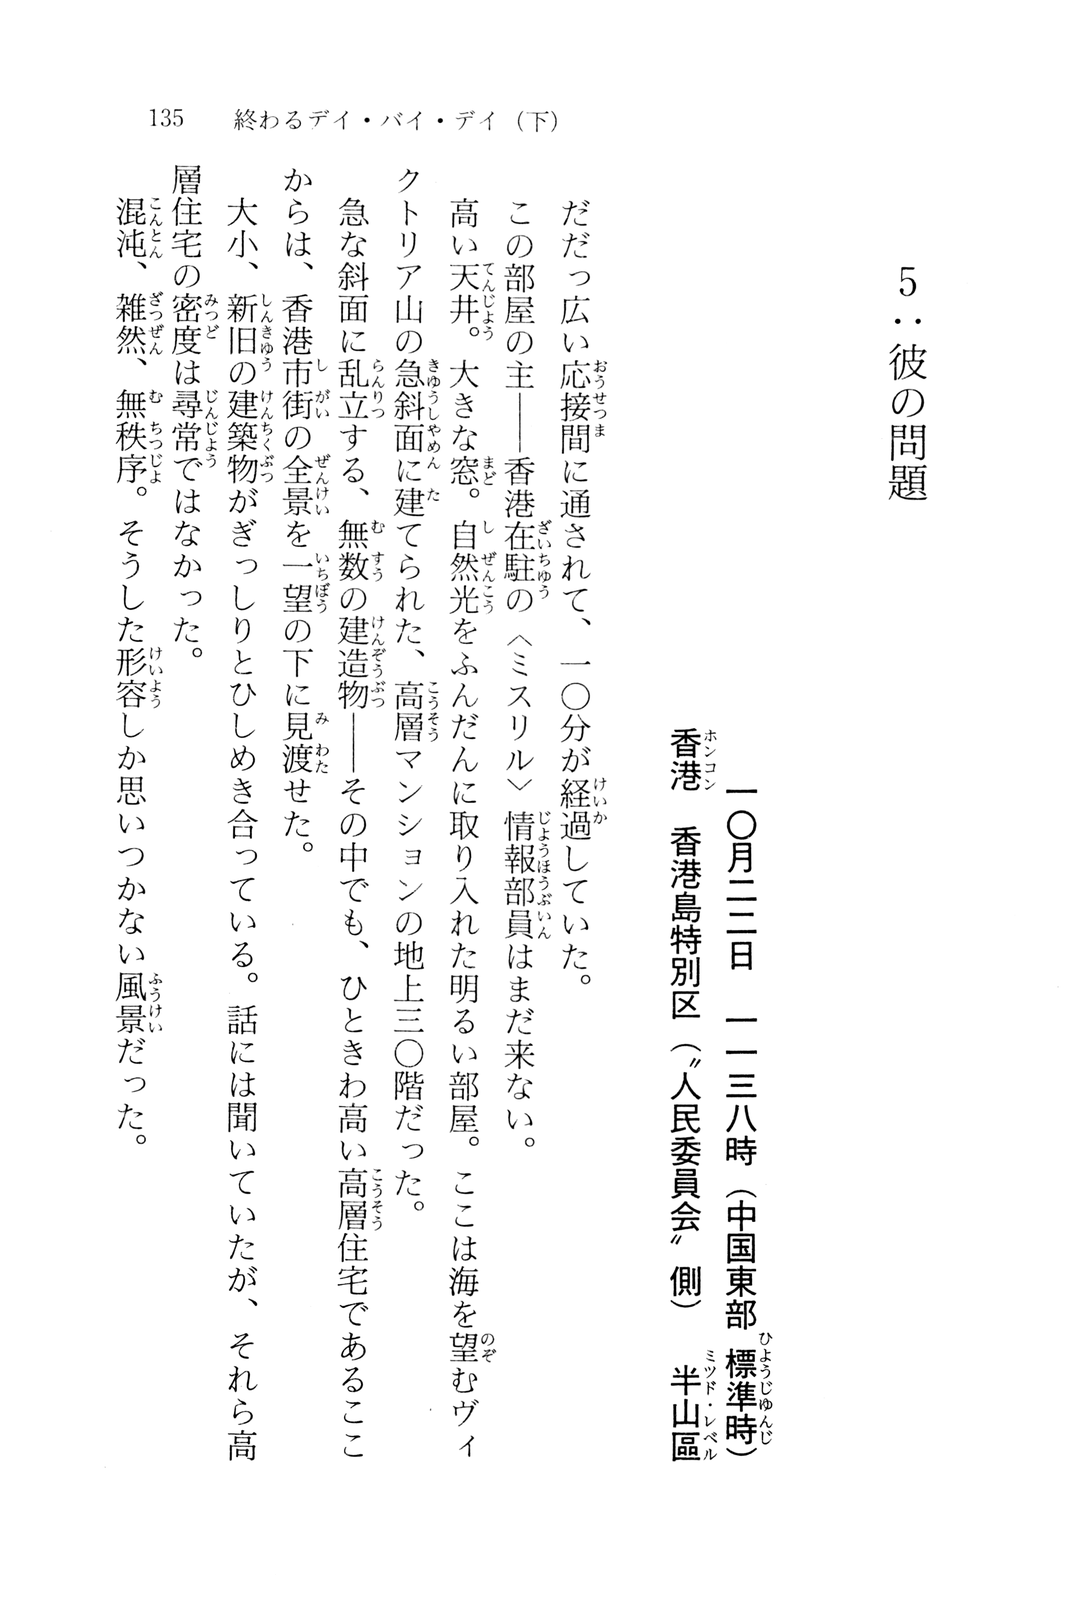 135　終わるデイ・バイ・デイ（下）
5：彼の問題
一〇月二二日　一一三八時（中国東部標準時）
香港　香港島特別区（〝人民委員会〟側）　半山區
だだっ広い応接間に通されて、一〇分が経過していた。
この部屋の主――香港在駐の〈ミスリル〉情報部員はまだ来ない。
高い天井。大きな窓。自然光をふんだんに取り入れた明るい部屋。ここは海を望むヴィ
クトリア山の急斜面に建てられた、高層マンションの地上三〇階だった。
急な斜面に乱立する、無数の建造物――その中でも、ひときわ高い高層住宅であるここ
からは、香港市街の全景を一望の下に見渡せた。
大小、新旧の建築物がぎっしりとひしめき合っている。話には聞いていたが、それら高
層住宅の密度は尋常ではなかった。
混沌、雑然、無秩序。そうした形容しか思いつかない風景だった。